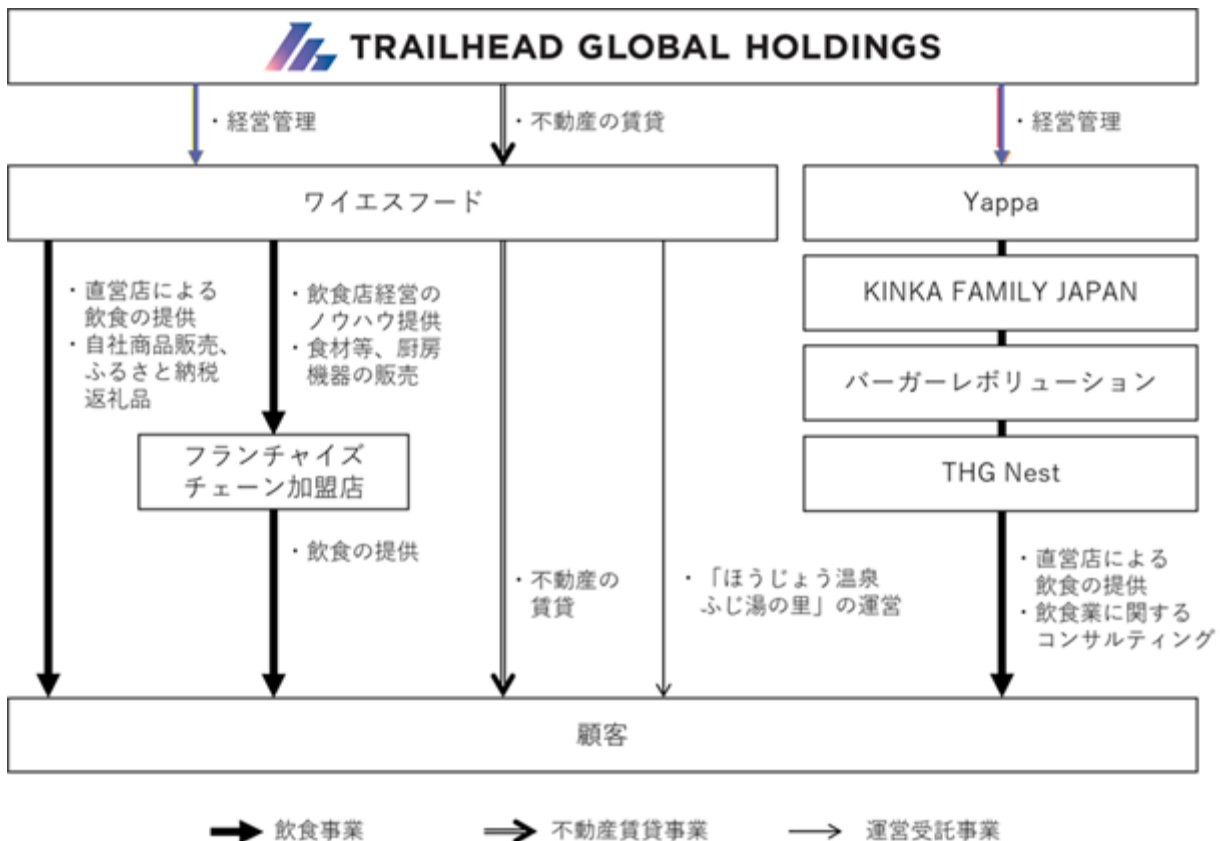 TRAILHEAD GLOBAL HOLDINGS
・経営管理
・不動産の賃貸
・経営管理
ワイエスフード
Yappa
KINKA FAMILY JAPAN
バーガーレボリューション
THG Nest
・直営店による
飲食の提供
・自社商品販売、
ふるさと納税
返礼品
・飲食店経営の
ノウハウ提供
・食材等、厨房
機器の販売
フランチャイズ
チェーン加盟店
・飲食の提供
・不動産の
賃貸
・「ほうじょう温泉
ふじ湯の里」の運営
・直営店による
飲食の提供
・飲食業に関する
コンサルティング
顧客
飲食事業
不動産賃貸事業
運営受託事業